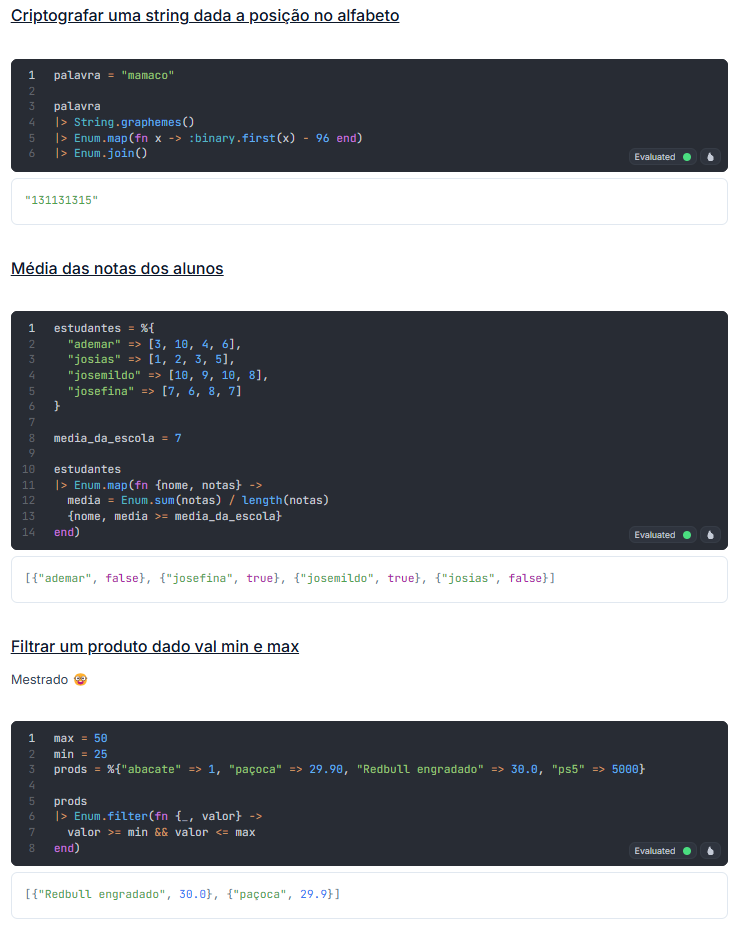 Criptografar uma string dada a posição no alfabeto
1 palavra = "mamaco"
2
3 palavra
4 |> String.graphemes()
5 |> Enum.map(fn x -> :binary.first(x) - 96 end)
6 |> Enum.join()
Evaluated
"131131315"
Média das notas dos alunos
1 estudantes = %{
2   "ademar" => [3, 10, 4, 6],
3   "josias" => [1, 2, 3, 5],
4   "josemildo" => [10, 9, 10, 8],
5   "josefina" => [7, 6, 8, 7]
6 }
7
8 media_da_escola = 7
9
10 estudantes
11 |> Enum.map(fn {nome, notas} ->
12   media = Enum.sum(notas) / length(notas)
13   {nome, media >= media_da_escola}
14 end)
Evaluated
[{"ademar", false}, {"josefina", true}, {"josemildo", true}, {"josias", false}]
Filtrar um produto dado val min e max
Mestrado 🤓
1 max = 50
2 min = 25
3 prods = %{"abacate" => 1, "paçoca" => 29.90, "Redbull engradado" => 30.0, "ps5" => 5000}
4
5 prods
6 |> Enum.filter(fn {_, valor} ->
7   valor >= min && valor <= max
8 end)
Evaluated
[{"Redbull engradado", 30.0}, {"paçoca", 29.9}]